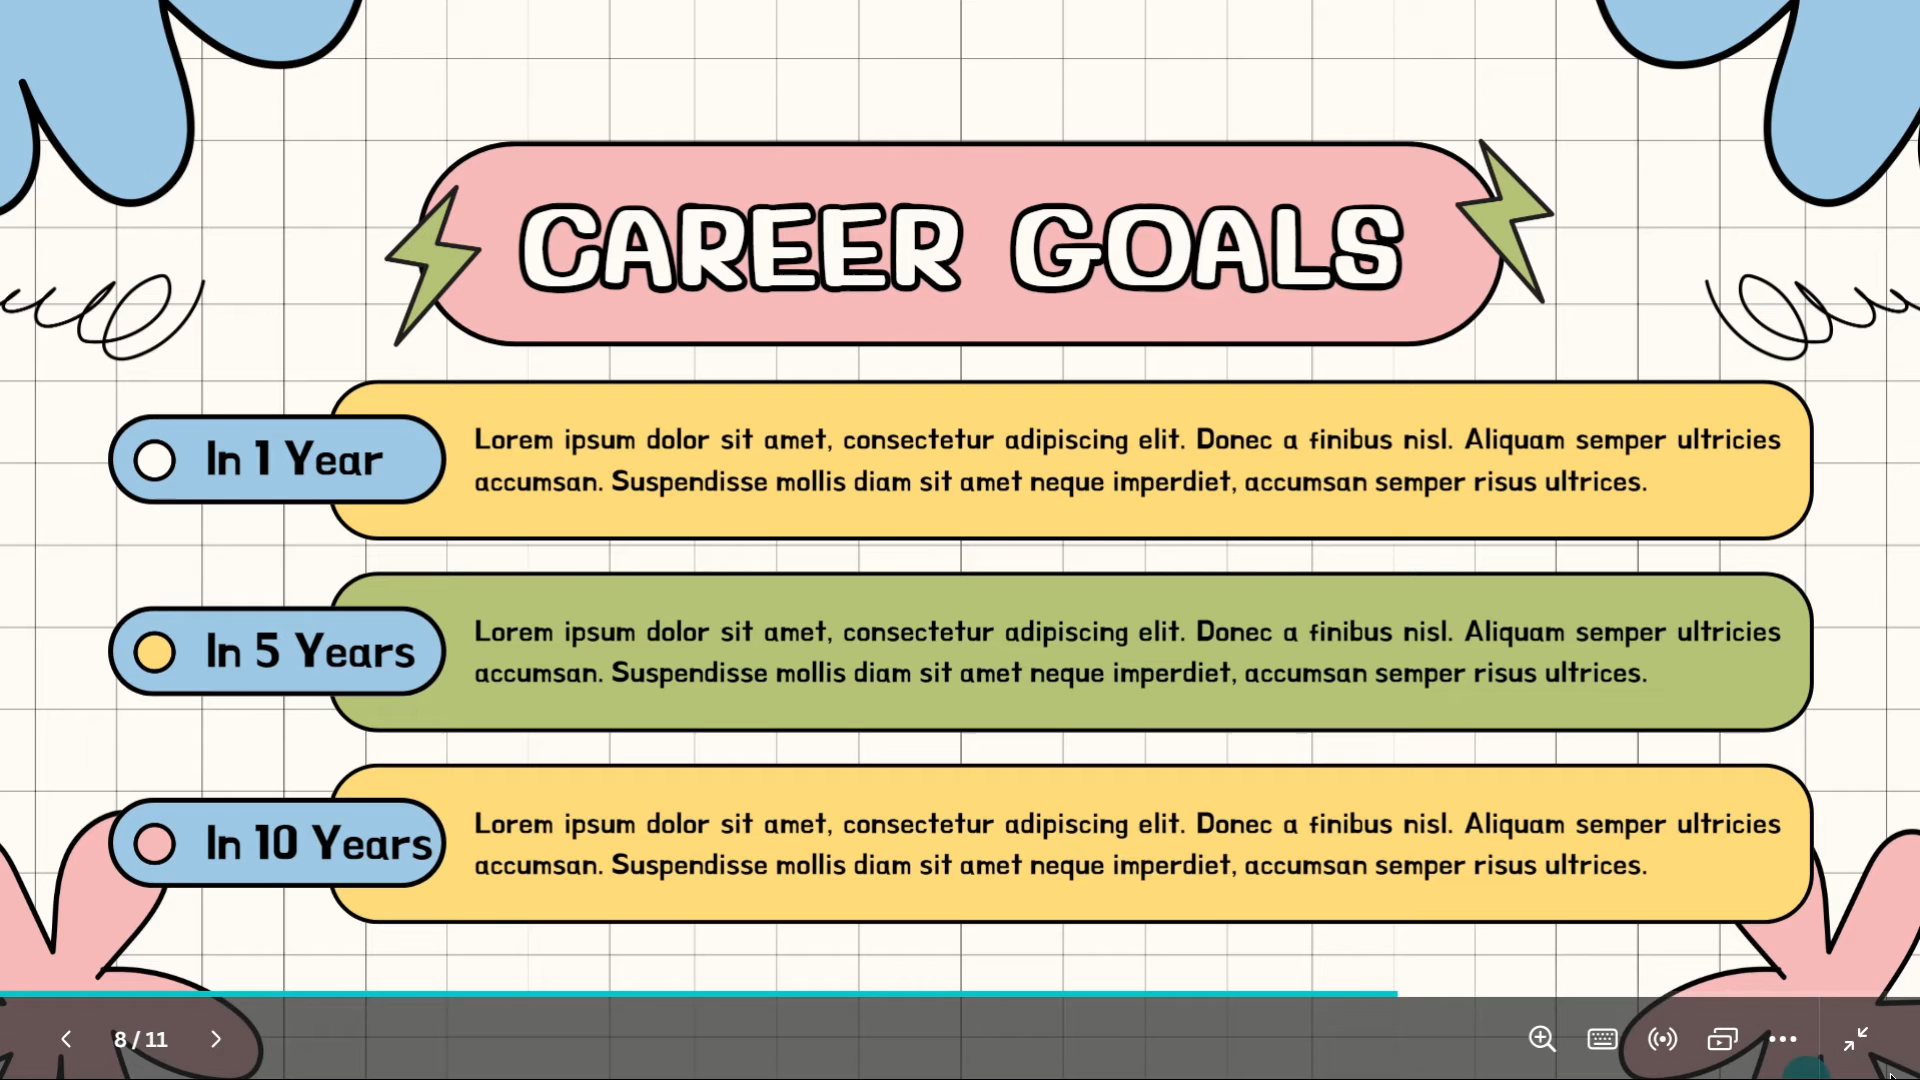 CAREER GOALS
In 1 Year
Lorem ipsum dolor sit amet, consectetur adipiscing elit. Donec a finibus nisl. Aliquam semper ultricies
accumsan. Suspendisse mollis diam sit amet neque imperdiet, accumsan semper risus ultrices.
In 5 Years
Lorem ipsum dolor sit amet, consectetur adipiscing elit. Donec a finibus nisl. Aliquam semper ultricies
accumsan. Suspendisse mollis diam sit amet neque imperdiet, accumsan semper risus ultrices.
In 10 Years
Lorem ipsum dolor sit amet, consectetur adipiscing elit. Donec a finibus nisl. Aliquam semper ultricies
accumsan. Suspendisse mollis diam sit amet neque imperdiet, accumsan semper risus ultrices.
8 / 11